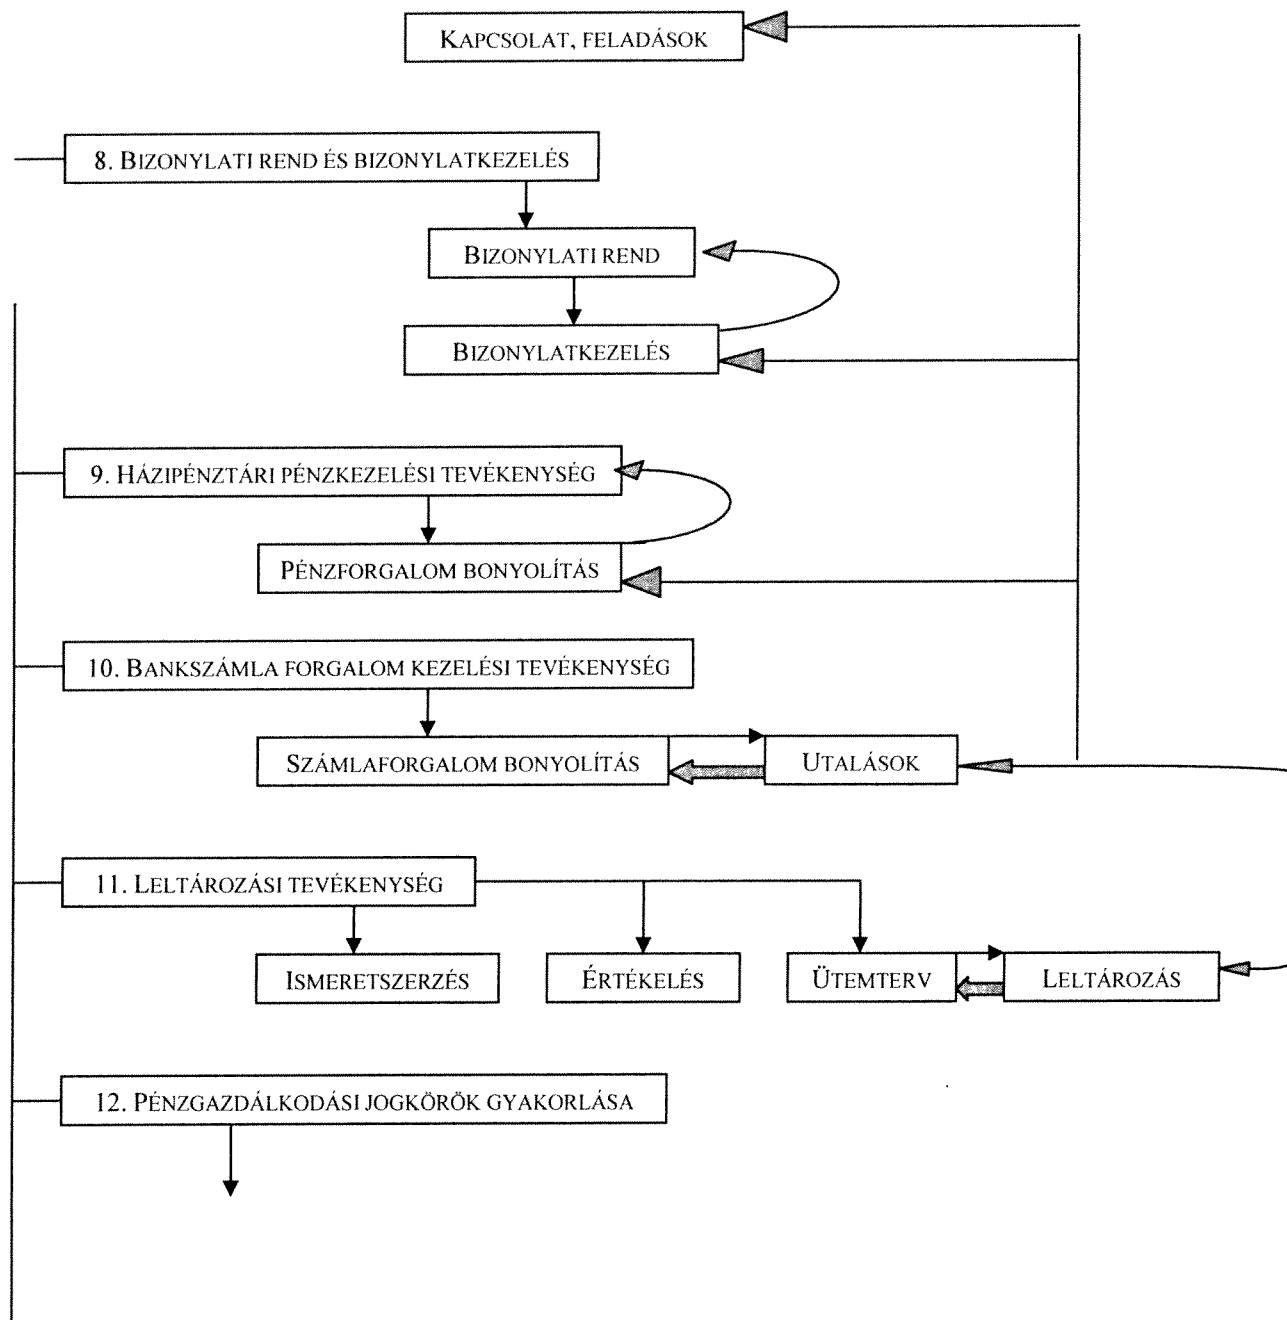 KAPCSOLAT, FELADÁSOK
8. BIZONYLATI REND ÉS BIZONYLATKEZELÉS
BIZONYLATI REND
BIZONYLATKEZELÉS
9. HÁZIPÉNZTÁRI PÉNZKEZELÉSI TEVÉKENYSÉG
PÉNZFORGALOM BONYOLÍTÁS
10. BANKSZÁMLA FORGALOM KEZELÉSI TEVÉKENYSÉG
SZÁMLAFORGALOM BONYOLÍTÁS
UTALÁSOK
11. LELTÁROZÁSI TEVÉKENYSÉG
ISMERETSZERZÉS
ÉRTÉKELÉS
ÜTEMTERV
LELTÁROZÁS
12. PÉNZGAZDÁLKODÁSI JOGKÖRÖK GYAKORLÁSA